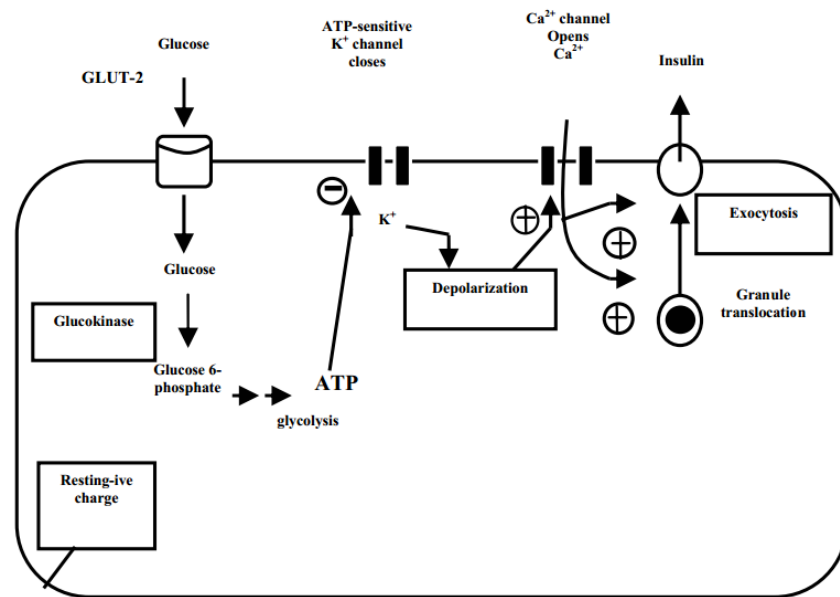 Glucose
GLUT-2
ATP-sensitive
K⁺ channel
closes
Ca²⁺ channel
Opens
Ca²⁺
Insulin
K⁺
Exocytosis
Glucose
Depolarization
Granule
translocation
Glucokinase
Glucose 6-
phosphate
ATP
glycolysis
Resting-ive
charge